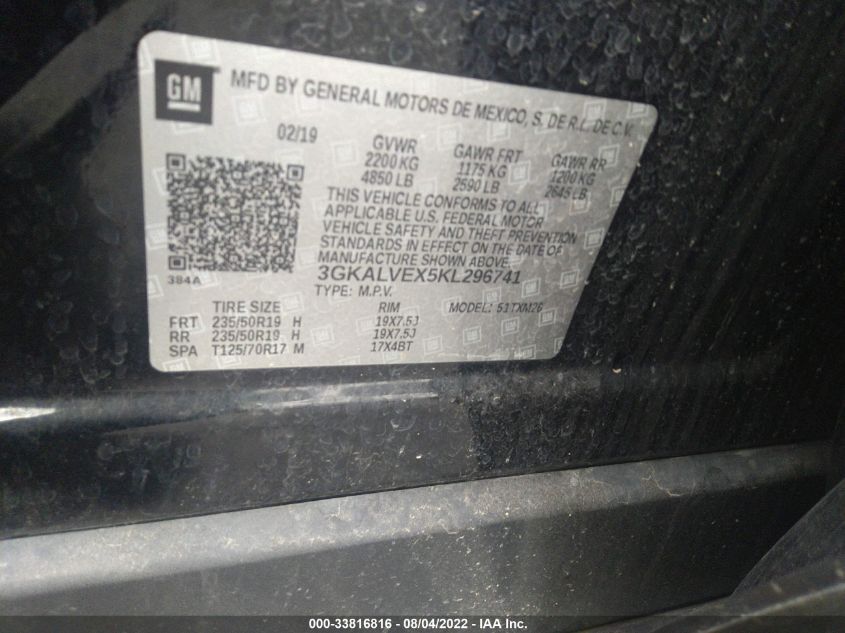 GM
MFD BY GENERAL MOTORS DE MEXICO, S. DE R.L. DE C.V.
02/19
GVWR GAWR FRT GAWR RR
2200 KG 1175 KG 1200 KG
4850 LB 2590 LB 2645 LB
THIS VEHICLE CONFORMS TO ALL
APPLICABLE U.S. FEDERAL MOTOR
VEHICLE SAFETY AND THEFT PREVENTION
STANDARDS IN EFFECT ON THE DATE OF
MANUFACTURE SHOWN ABOVE.
384A
3GKALVEX5KL296741
TYPE: M.P.V.
TIRE SIZE RIM MODEL: 51TXM26
FRT 235/50R19 H 19X7.5J
RR 235/50R19 H 19X7.5J
SPA T125/70R17 M 17X4BT
000-33816816 - 08/04/2022 - IAAI, Inc.